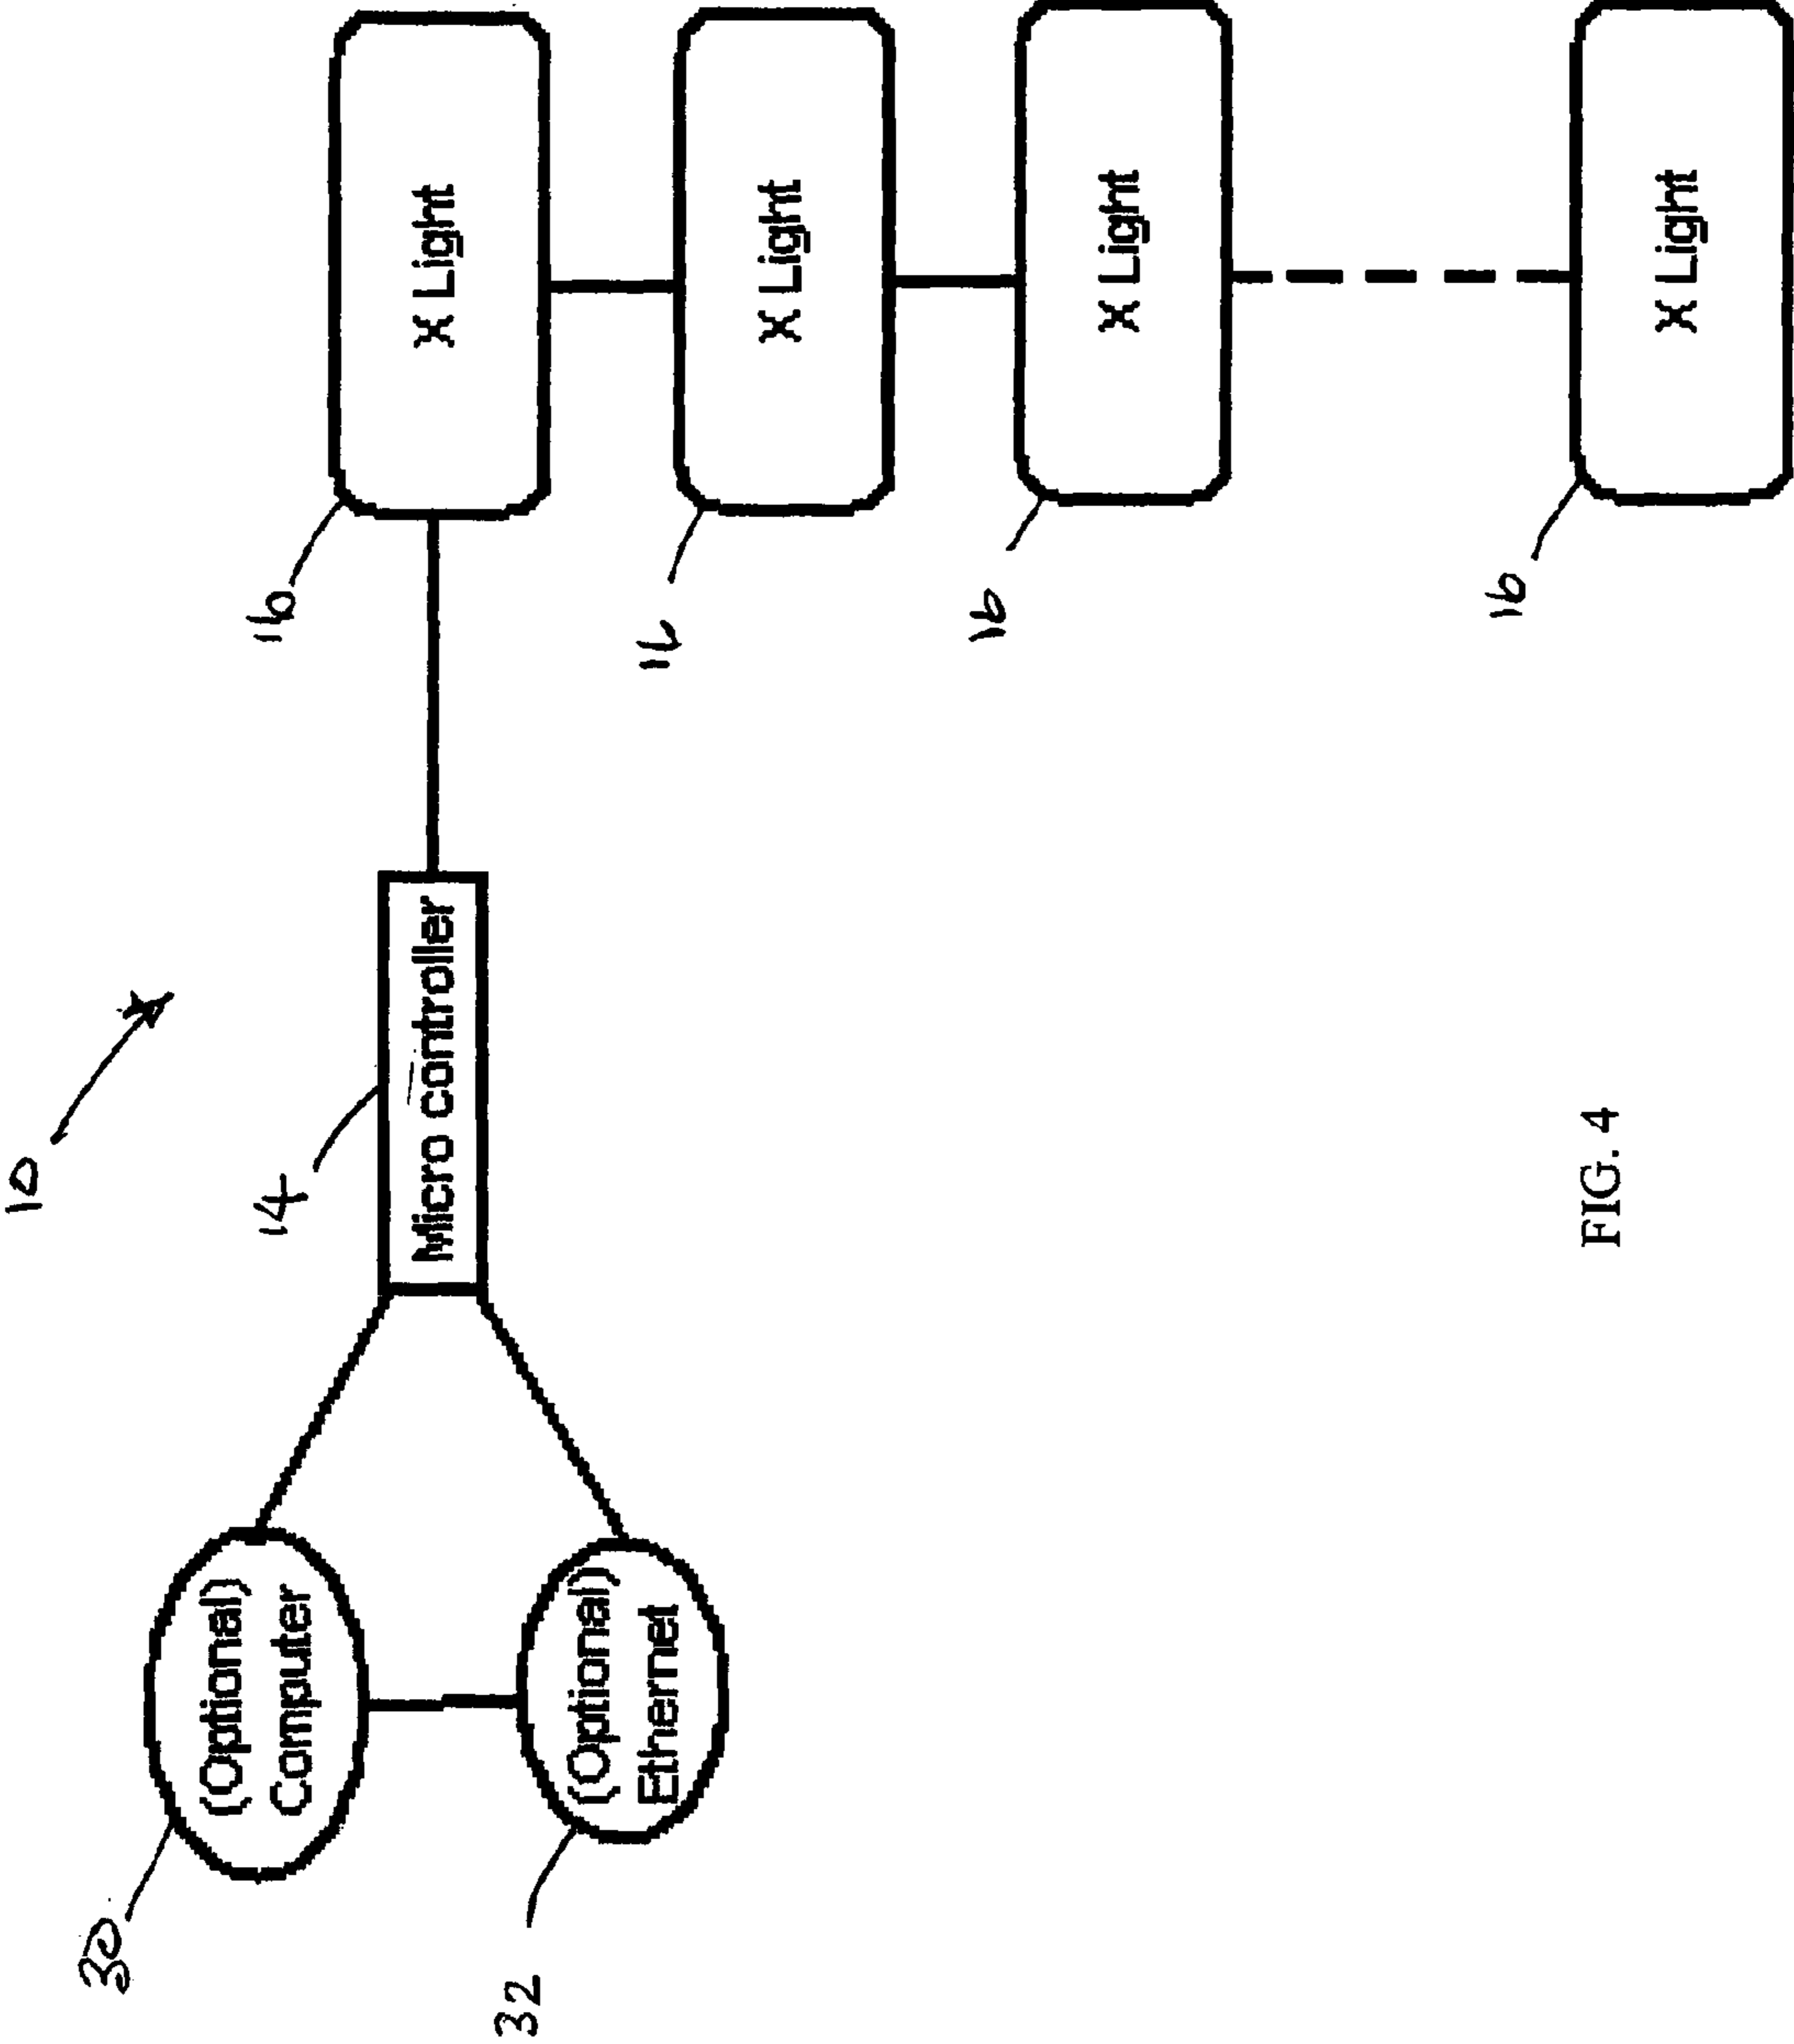 10
30
(Optional)
Computer
14
Micro controller
16
X Light
32
(Optional)
Ethernet
16
X Light
16
X Light
16
X Light
FIG. 4